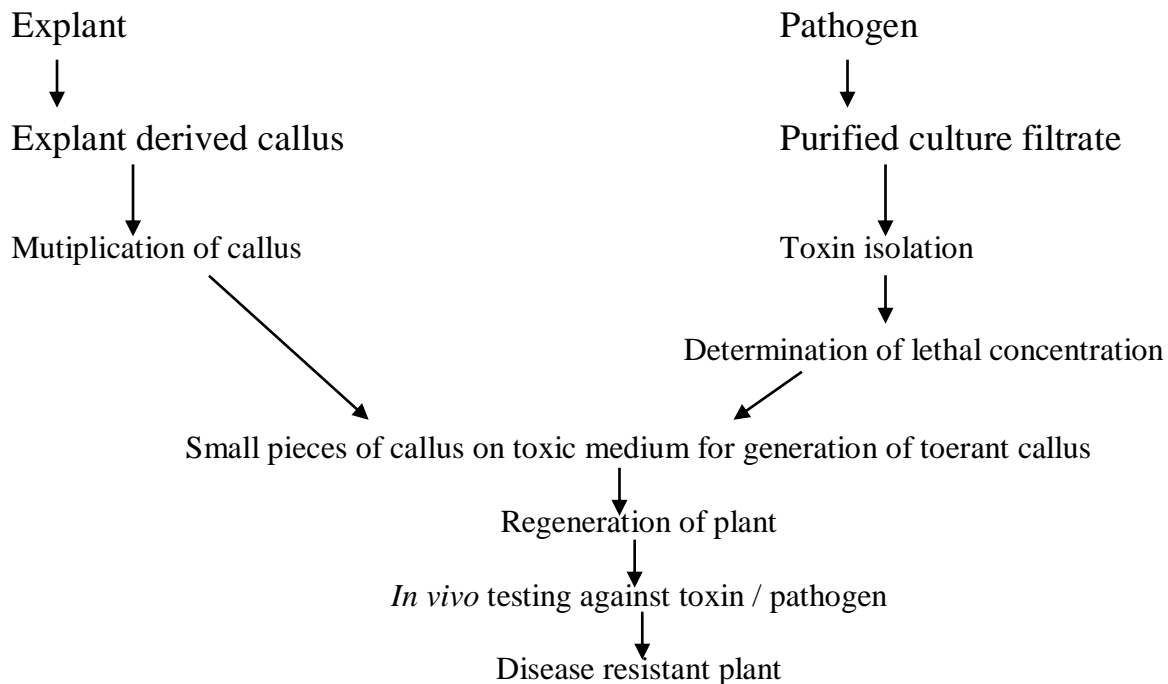 Explant
Pathogen
Explant derived callus
Purified culture filtrate
Mutiplication of callus
Toxin isolation
Determination of lethal concentration
Small pieces of callus on toxic medium for generation of toerant callus
Regeneration of plant
In vivo testing against toxin / pathogen
Disease resistant plant